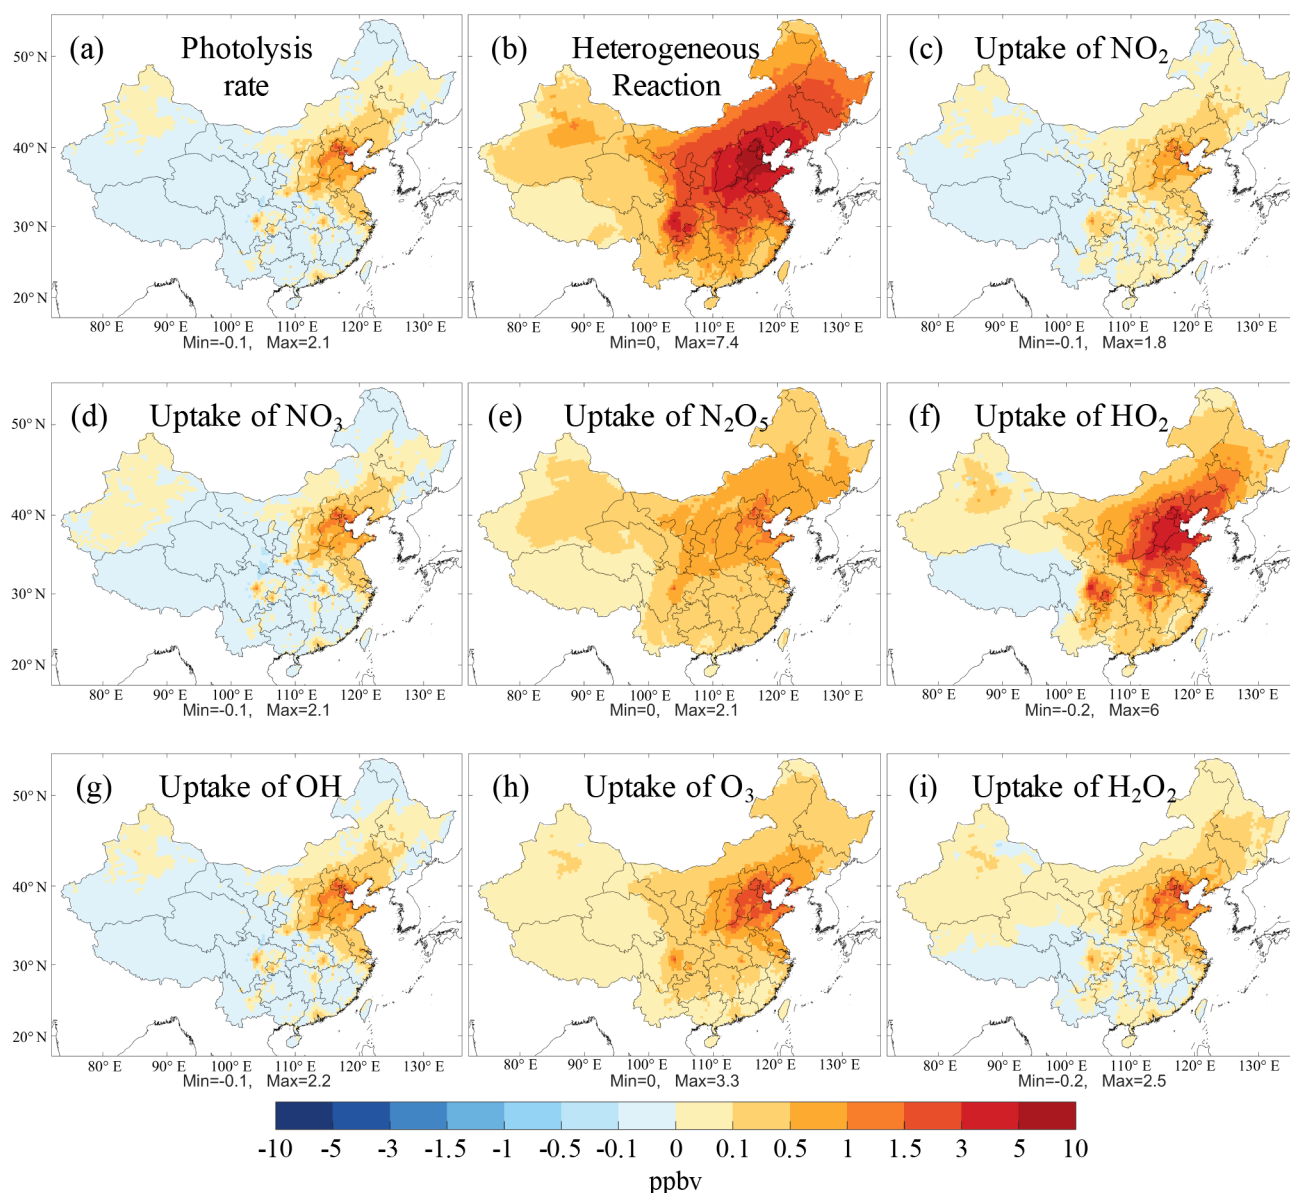 (a) Photolysis rate
(b) Heterogeneous Reaction
(c) Uptake of NO₂
50° N
40° N
30° N
20° N
80° E 90° E 100° E 110° E 120° E 130° E
80° E 90° E 100° E 110° E 120° E 130° E
80° E 90° E 100° E 110° E 120° E 130° E
Min=-0.1, Max=2.1
Min=0, Max=7.4
Min=-0.1, Max=1.8
(d) Uptake of NO₃
(e) Uptake of N₂O₅
(f) Uptake of HO₂
50° N
40° N
30° N
20° N
80° E 90° E 100° E 110° E 120° E 130° E
80° E 90° E 100° E 110° E 120° E 130° E
80° E 90° E 100° E 110° E 120° E 130° E
Min=-0.1, Max=2.1
Min=0, Max=2.1
Min=-0.2, Max=6
(g) Uptake of OH
(h) Uptake of O₃
(i) Uptake of H₂O₂
50° N
40° N
30° N
20° N
80° E 90° E 100° E 110° E 120° E 130° E
80° E 90° E 100° E 110° E 120° E 130° E
80° E 90° E 100° E 110° E 120° E 130° E
Min=-0.1, Max=2.2
Min=0, Max=3.3
Min=-0.2, Max=2.5
-10 -5 -3 -1.5 -1 -0.5 -0.1 0 0.1 0.5 1 1.5 3 5 10
ppbv